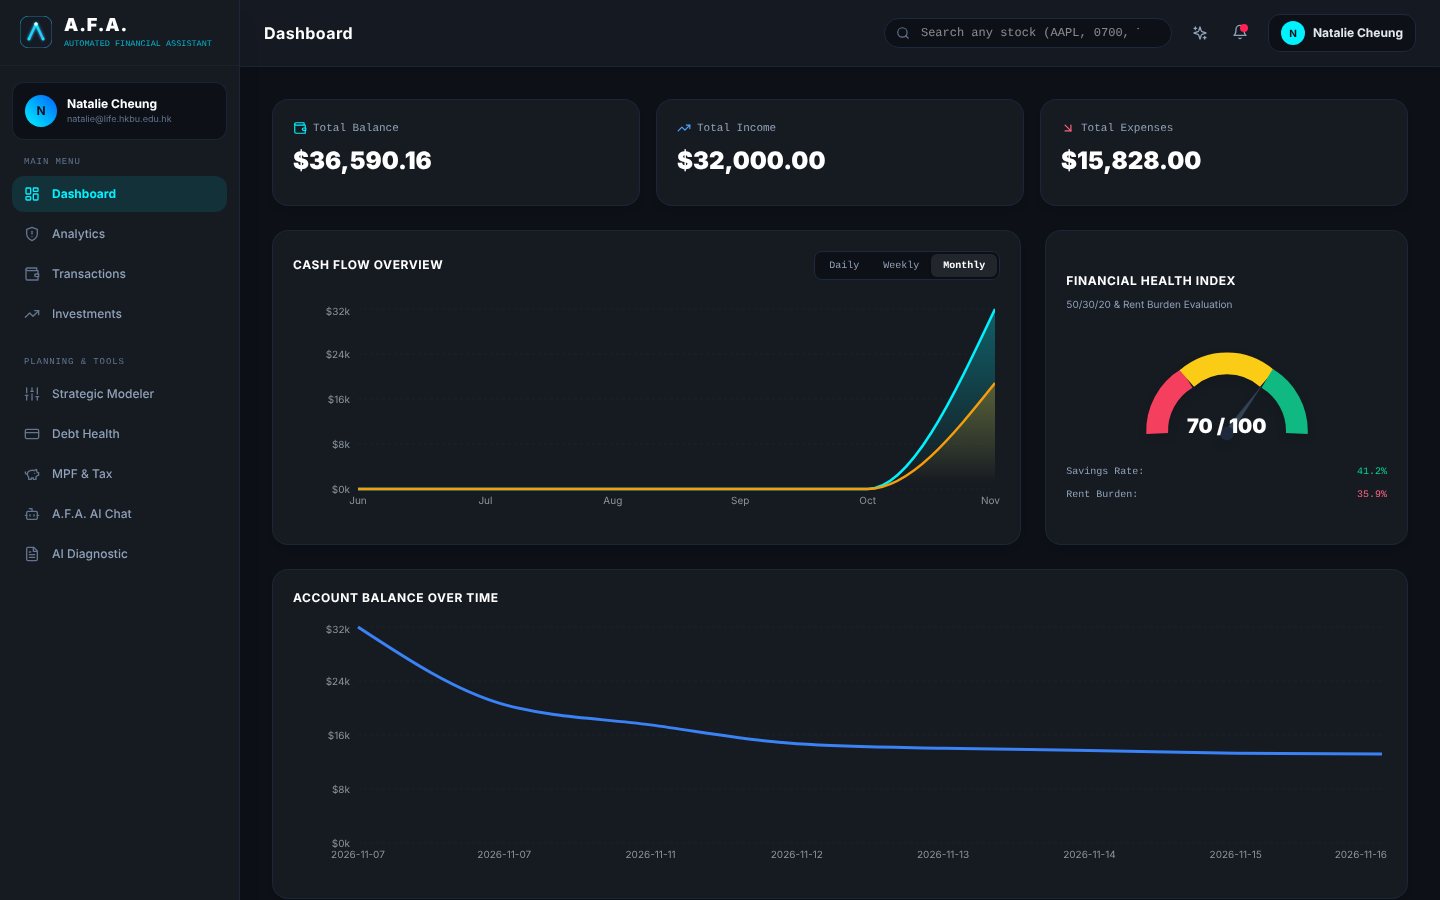 A.F.A.
AUTOMATED FINANCIAL ASSISTANT
Dashboard
Search any stock (AAPL, 0700,
N
Natalie Cheung
N
Natalie Cheung
natalie@life.hkbu.edu.hk
MAIN MENU
Dashboard
Analytics
Transactions
Investments
PLANNING & TOOLS
Strategic Modeler
Debt Health
MPF & Tax
A.F.A. AI Chat
AI Diagnostic
Total Balance
$36,590.16
Total Income
$32,000.00
Total Expenses
$15,828.00
CASH FLOW OVERVIEW
Daily Weekly Monthly
$32k
$24k
$16k
$8k
$0k
Jun Jul Aug Sep Oct Nov
FINANCIAL HEALTH INDEX
50/30/20 & Rent Burden Evaluation
70 / 100
Savings Rate: 41.2%
Rent Burden: 35.9%
ACCOUNT BALANCE OVER TIME
$32k
$24k
$16k
$8k
$0k
2026-11-07 2026-11-07 2026-11-11 2026-11-12 2026-11-13 2026-11-14 2026-11-15 2026-11-16